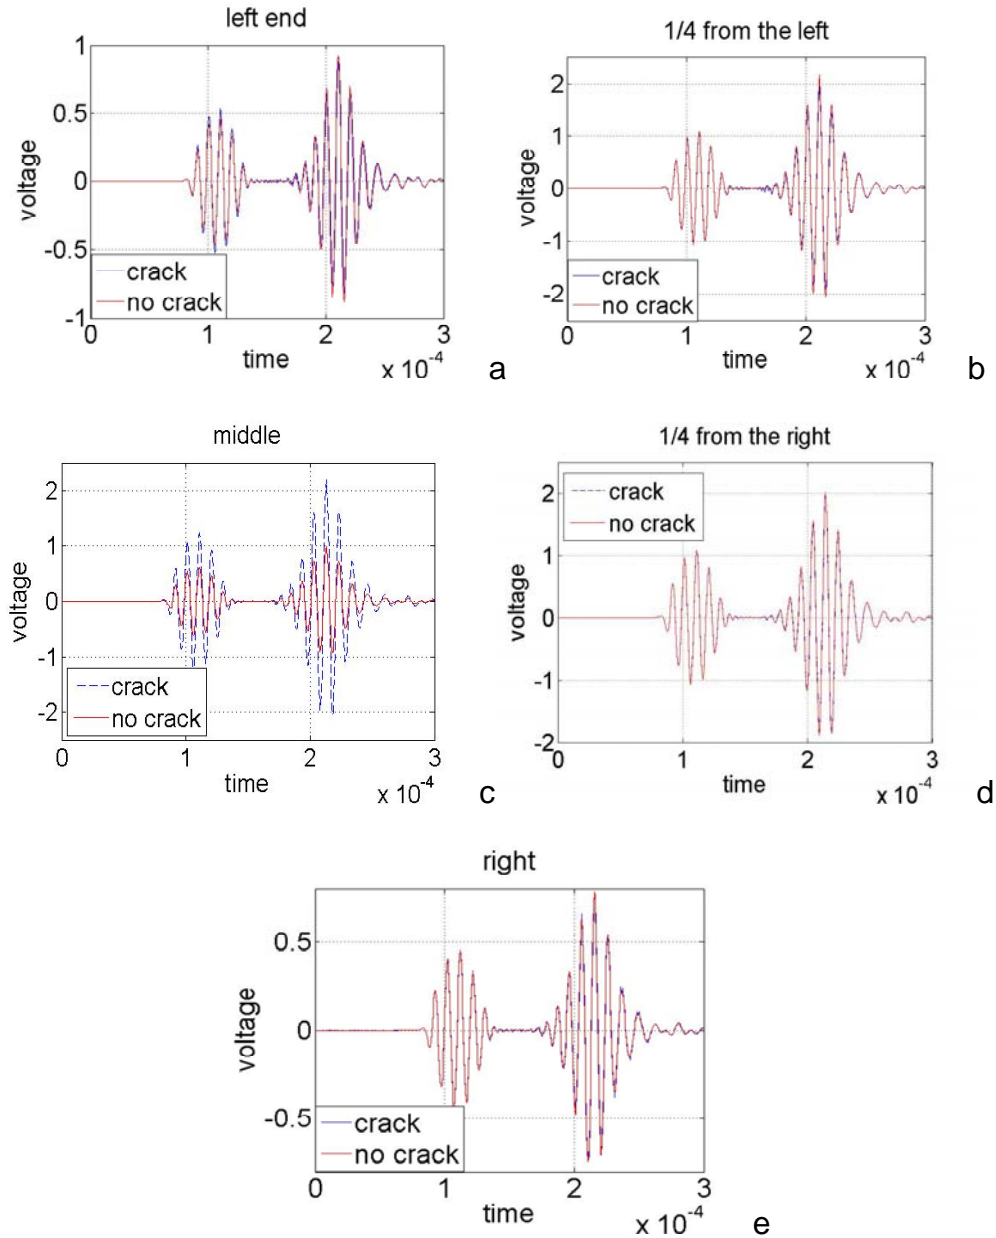 left end
1
0.5
0
-0.5
-1
voltage
crack
no crack
0 1 2 3
time
x 10-4
a
1/4 from the left
2
1
0
-1
-2
voltage
crack
no crack
0 1 2 3
time
x 10-4
b
middle
2
1
0
-1
-2
voltage
crack
no crack
0 1 2 3
time
x 10-4
c
1/4 from the right
2
1
0
-1
-2
voltage
crack
no crack
0 1 2 3
time
x 10-4
d
right
0.5
0
-0.5
voltage
crack
no crack
0 1 2 3
time
x 10-4
e